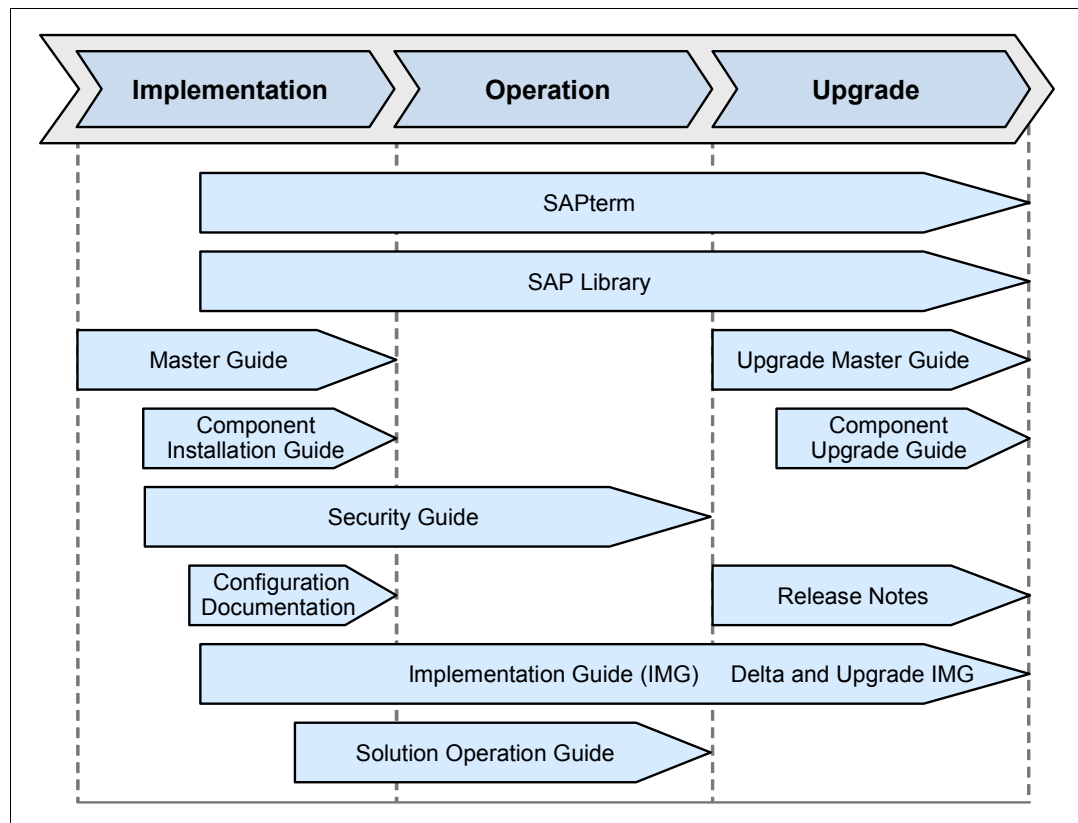 Implementation
Operation
Upgrade
SAPterm
SAP Library
Master Guide
Upgrade Master Guide
Component
Installation Guide
Component
Upgrade Guide
Security Guide
Configuration
Documentation
Release Notes
Implementation Guide (IMG)
Delta and Upgrade IMG
Solution Operation Guide